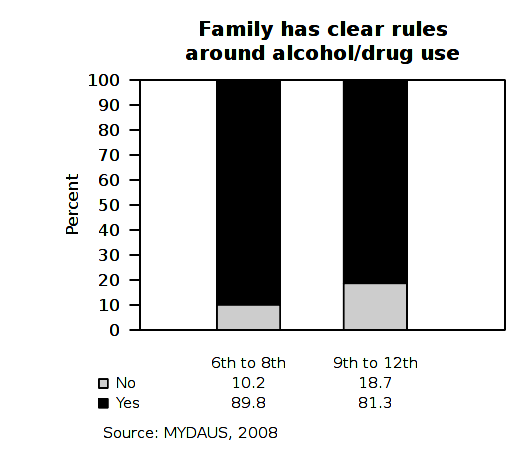 Family has clear rules
around alcohol/drug use
100
90
80
70
60
50
40
30
20
10
0
Percent
6th to 8th 9th to 12th
No 10.2 18.7
Yes 89.8 81.3
Source: MYDAUS, 2008